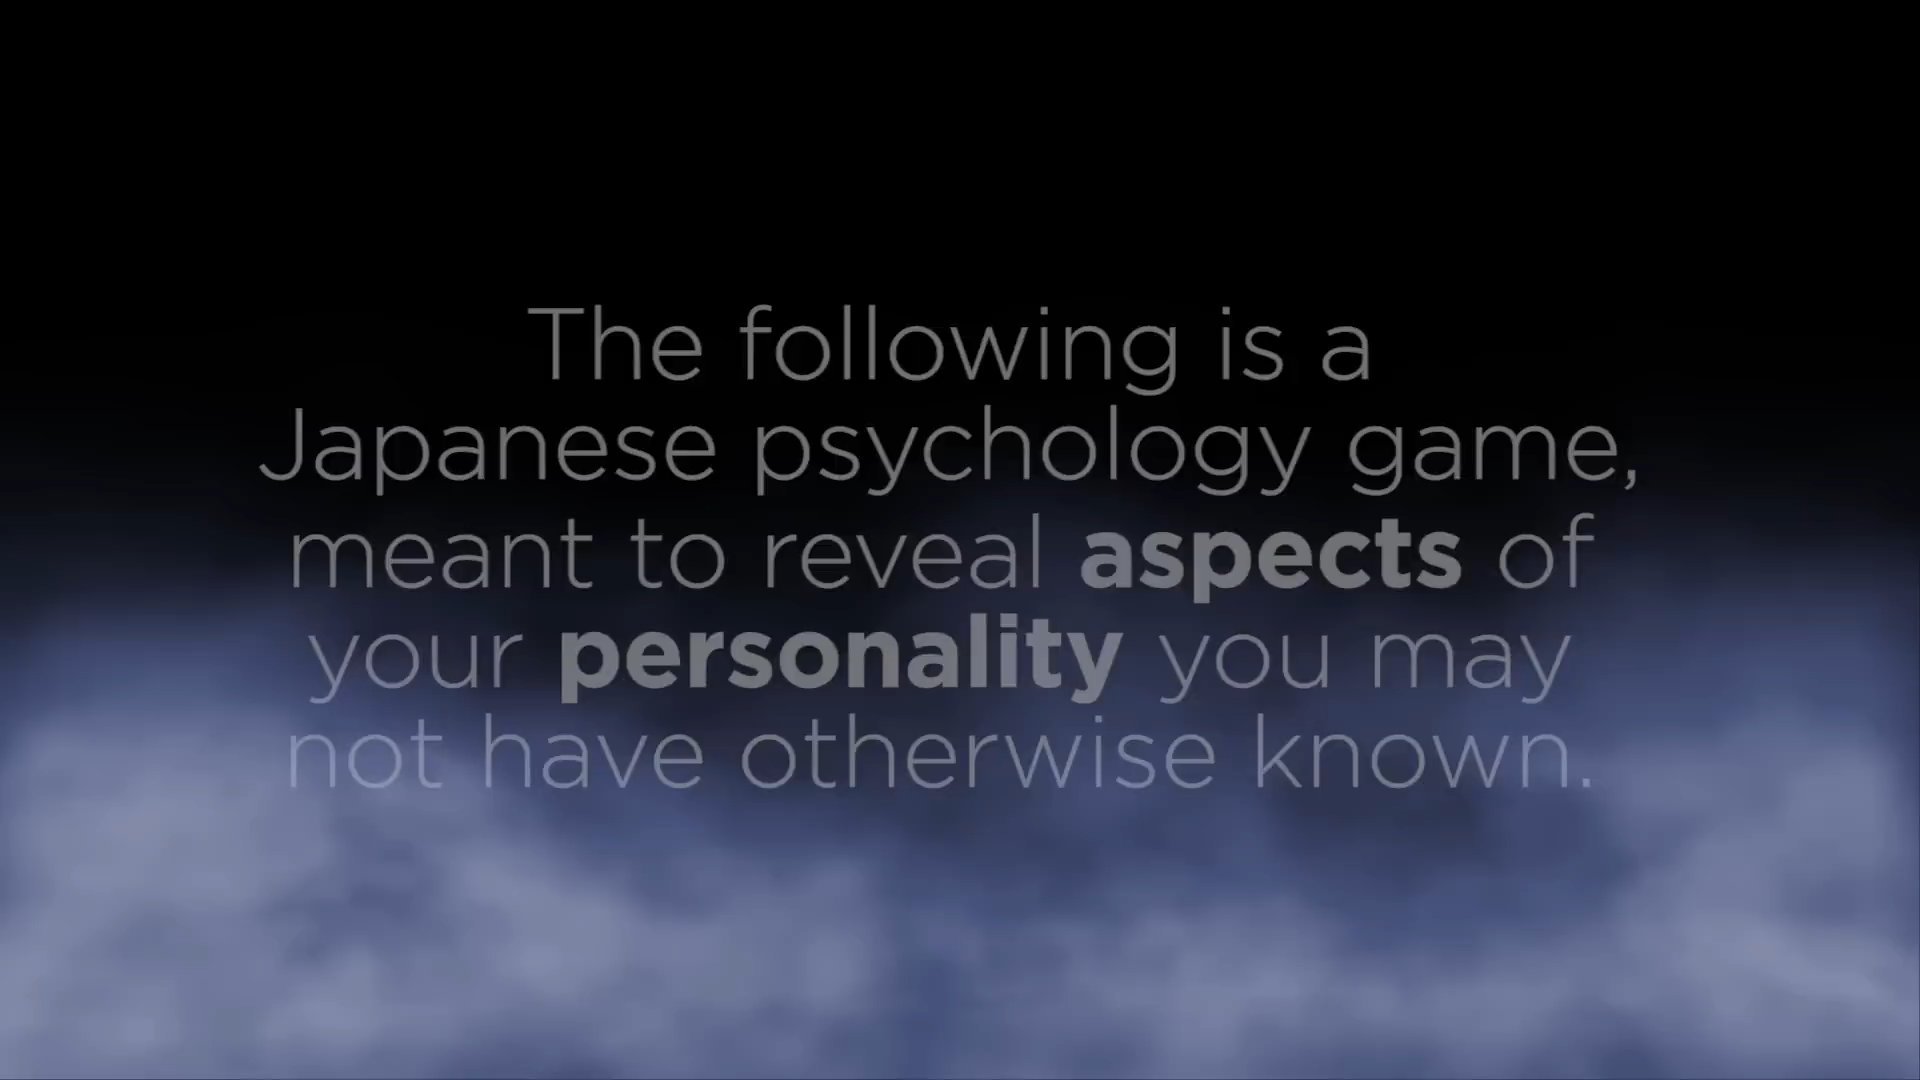 The following is a
Japanese psychology game,
meant to reveal aspects of
your personality you may
not have otherwise known.